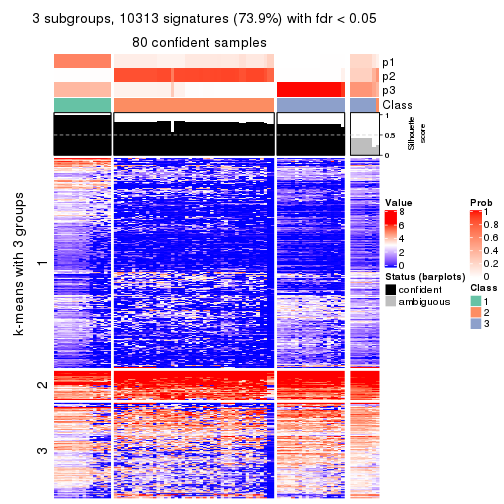 3 subgroups, 10313 signatures (73.9%) with fdr < 0.05
80 confident samples
p1
p2
p3
Class
1
0.5
0
Silhouette
score
k-means with 3 groups
1
2
3
Value
8
6
4
2
0
Status (barplots)
confident
ambiguous
Prob
1
0.8
0.6
0.4
0.2
0
Class
1
2
3